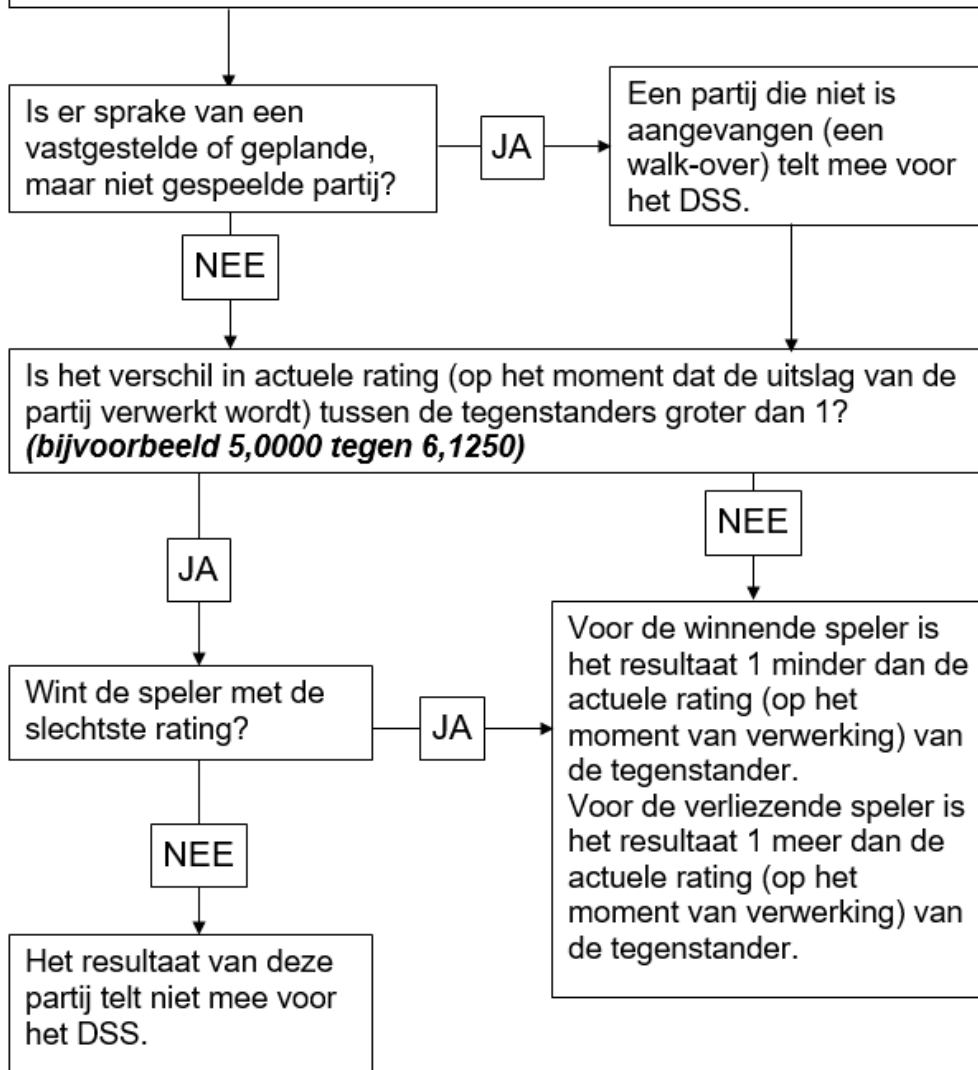 Is er sprake van een
vastgestelde of geplande,
maar niet gespeelde partij?
JA
Een partij die niet is
aangevangen (een
walk-over) telt mee voor
het DSS.
NEE
Is het verschil in actuele rating (op het moment dat de uitslag van de
partij verwerkt wordt) tussen de tegenstanders groter dan 1?
(bijvoorbeeld 5,0000 tegen 6,1250)
JA
NEE
Wint de speler met de
slechtste rating?
JA
Voor de winnende speler is
het resultaat 1 minder dan de
actuele rating (op het
moment van verwerking) van
de tegenstander.
Voor de verliezende speler is
het resultaat 1 meer dan de
actuele rating (op het
moment van verwerking) van
de tegenstander.
NEE
Het resultaat van deze
partij telt niet mee voor
het DSS.